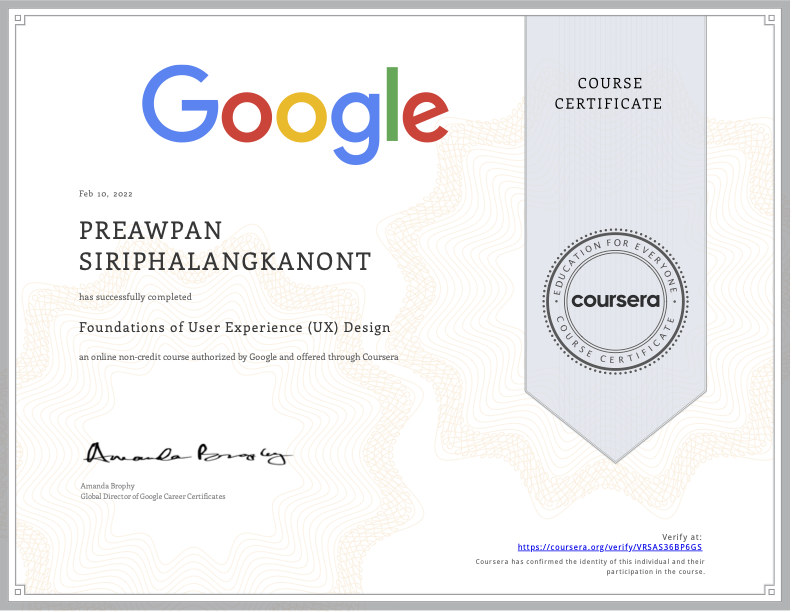 Google
COURSE
CERTIFICATE
Feb 10, 2022
PREAWPAN
SIRIPHALANGKANONT
has successfully completed
Foundations of User Experience (UX) Design
an online non-credit course authorized by Google and offered through Coursera
EDUCATION FOR EVERYONE
coursera
COURSE CERTIFICATE
Amanda Brophy
Amanda Brophy
Global Director of Google Career Certificates
Verify at:
https://coursera.org/verify/VRSAS36BP6GS
Coursera has confirmed the identity of this individual and their
participation in the course.